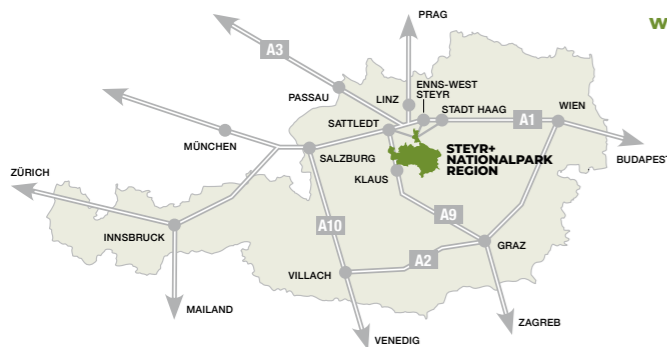 PRAG
W
A3
ENNS-WEST
STEYR
LINZ
STADT HAAG
PASSAU
WIEN
A1
SATTLEDT
MÜNCHEN
SALZBURG
STEYR+
NATIONALPARK
REGION
BUDAPEST
KLAUS
ZÜRICH
A9
A10
INNSBRUCK
GRAZ
A2
VILLACH
MAILAND
ZAGREB
VENEDIG